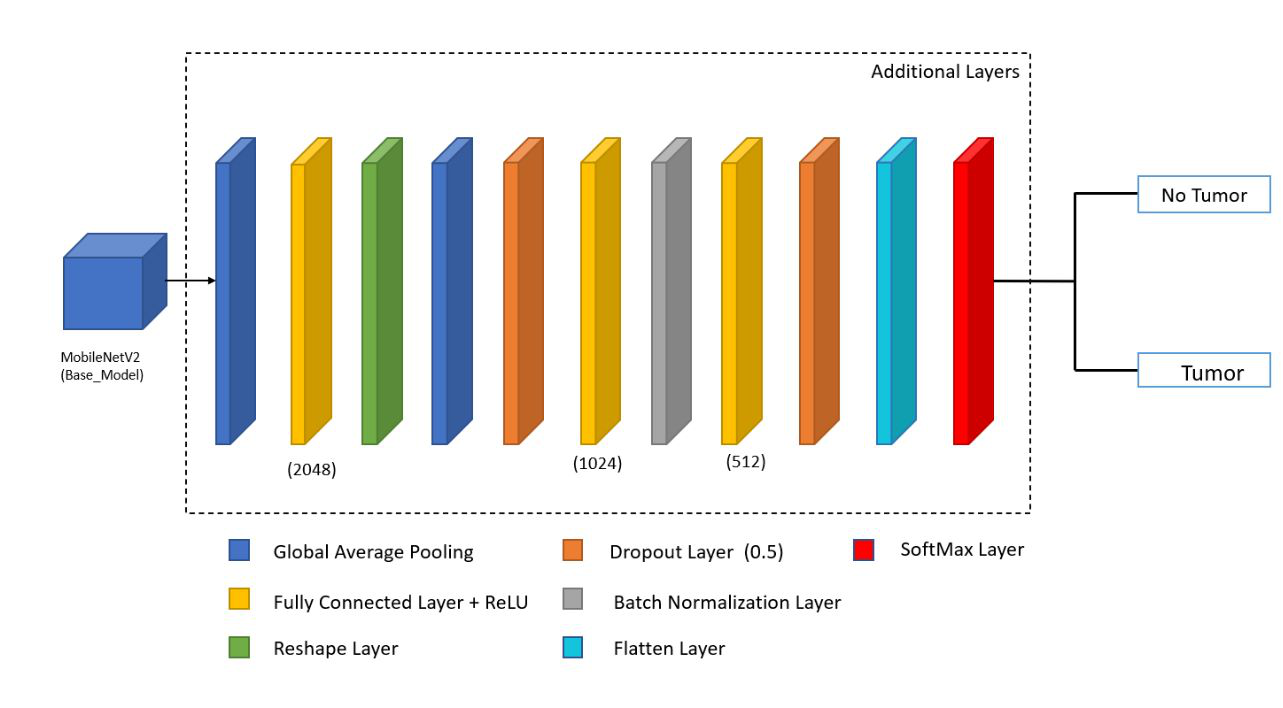 Additional Layers
No Tumor
MobileNetV2
(Base_Model)
Tumor
(2048)
(1024)
(512)
Global Average Pooling
Dropout Layer (0.5)
SoftMax Layer
Fully Connected Layer + ReLU
Batch Normalization Layer
Reshape Layer
Flatten Layer